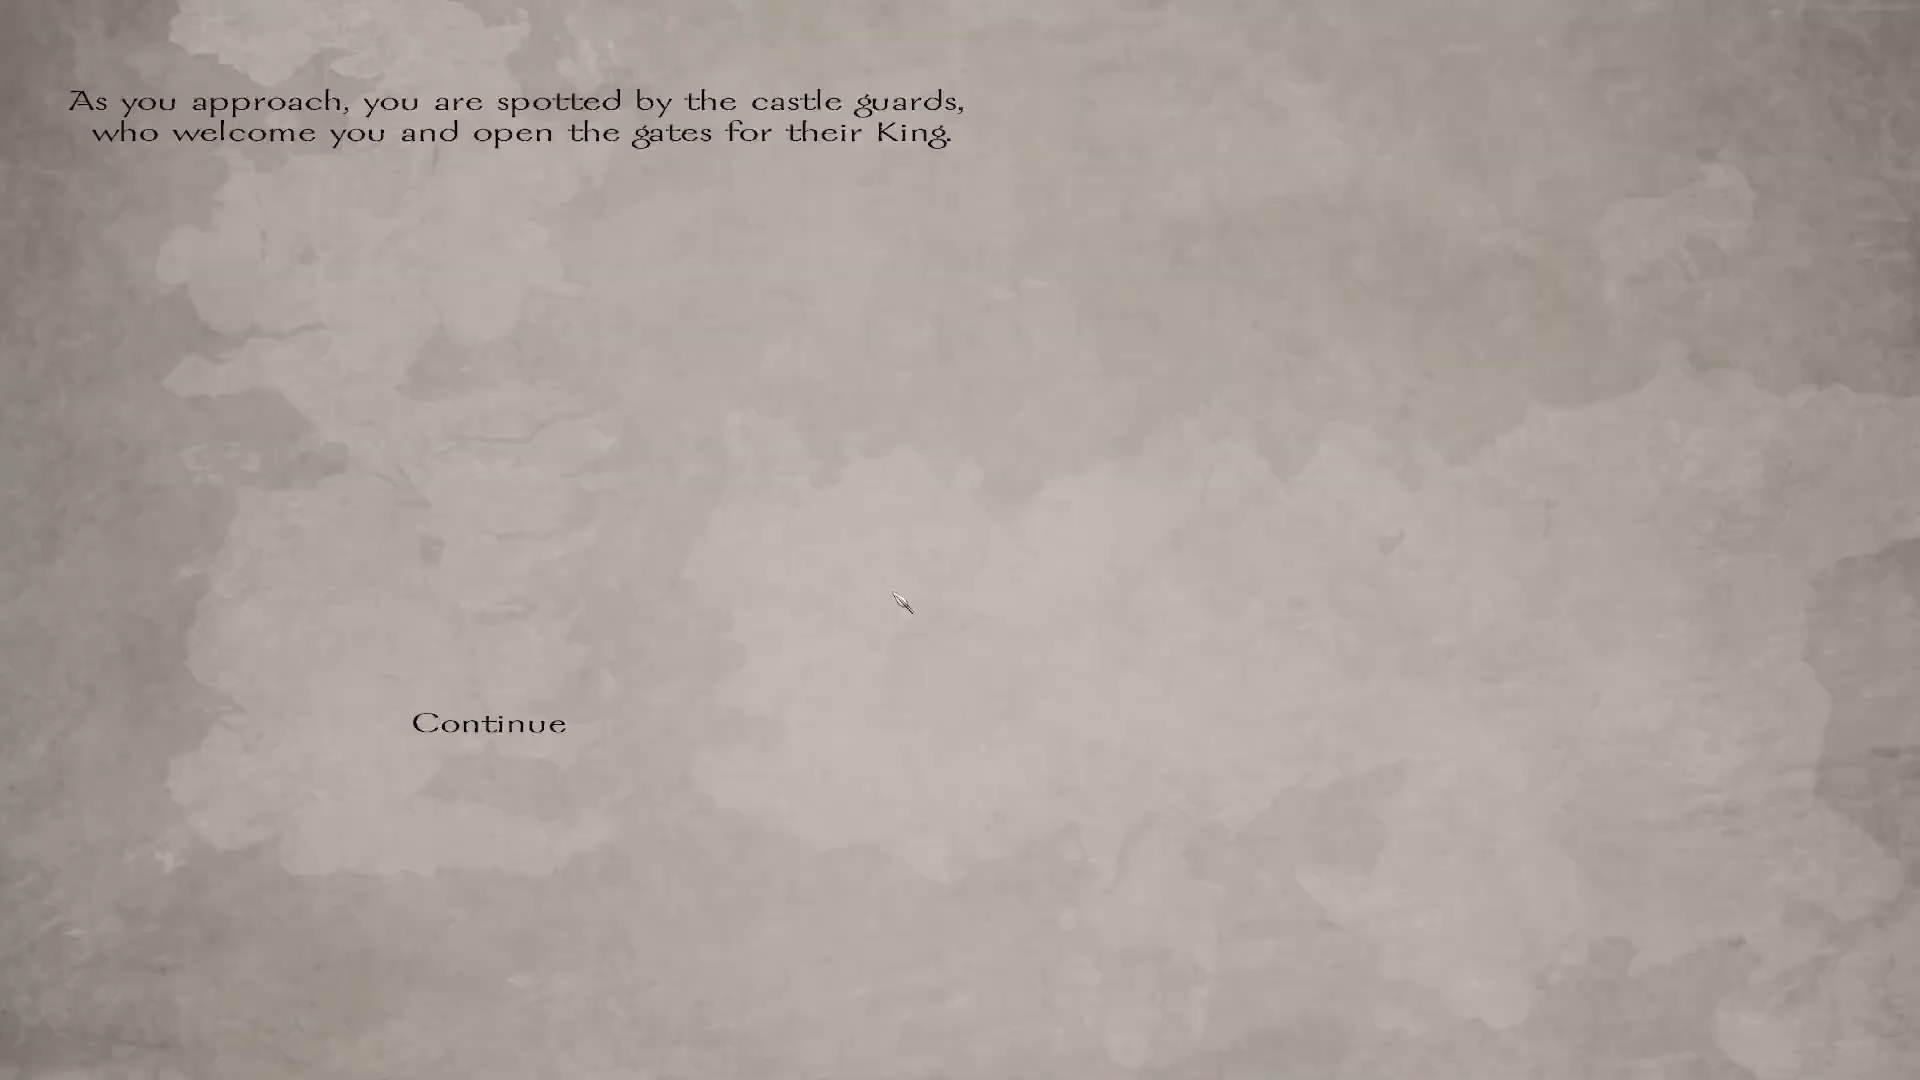 As you approach, you are spotted by the castle guards,
who welcome you and open the gates for their King.
Continue